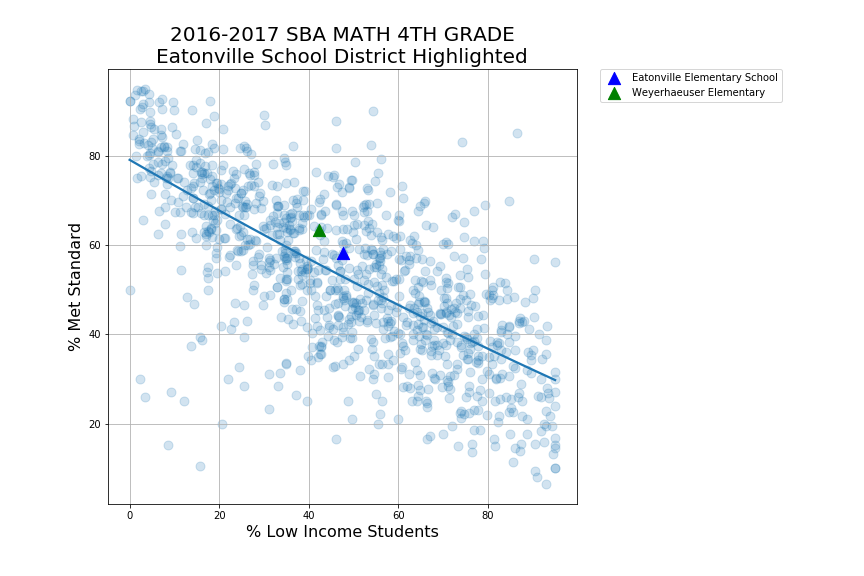 2016-2017 SBA MATH 4TH GRADE
Eatonville School District Highlighted
Eatonville Elementary School
Weyerhaeuser Elementary
% Met Standard
80
60
40
20
0
20
40
60
80
% Low Income Students